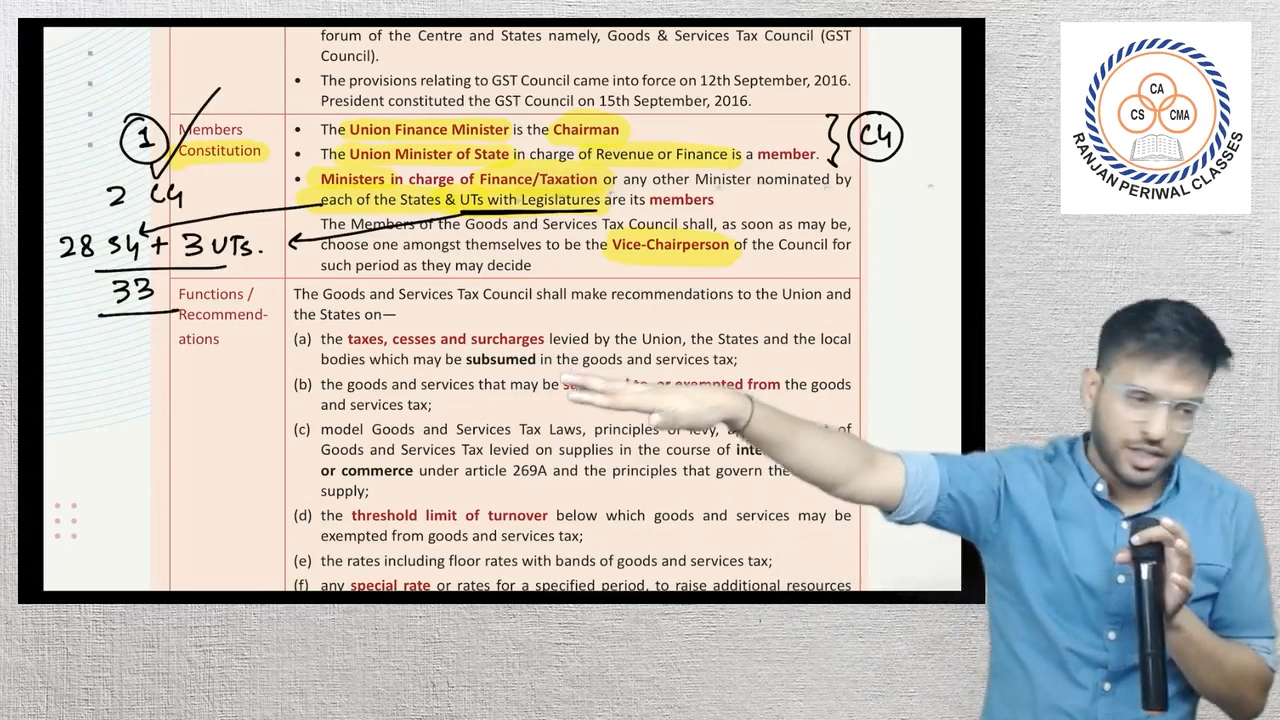 forum of the Centre and States namely, Goods & Services Tax Council (GST
Council).
provisions relating to GST Council came into force on 12th September, 2016.
President constituted the GST Council on 15th September, 2016.
Members
Constitution
• The Union Finance Minister is the Chairman
The Union Minister of State in charge of Revenue or Finance is a member.
• Ministers in charge of Finance/Taxation or any other Minister nominated by
each of the States & UTs with Legislatures are its members
The Members of the Goods and Services Tax Council shall, as soon as may be,
choose one amongst themselves to be the Vice-Chairperson of the Council for
such period as they may decide
1
2 C4
28 S4 + 3 UTs.
33
C4
Functions /
Recommend-
ations
The Goods and Services Tax Council shall make recommendations to the Union and
the States on—
(a) the taxes, cesses and surcharges levied by the Union, the States and the local
bodies which may be subsumed in the goods and services tax;
(b) the goods and services that may be or exempted from the goods
and services tax;
(c) model Goods and Services Tax Laws, principles of of
Goods and Services Tax levied on supplies in the course of
or commerce under article 269A and the principles that govern the
supply;
(d) the threshold limit of turnover below which goods and services may be
exempted from goods and services tax;
(e) the rates including floor rates with bands of goods and services tax;
(f) any special rate or rates for a specified period, to raise additional resources
CA
CS
CMA
RANJAN PERIWAL CLASSES